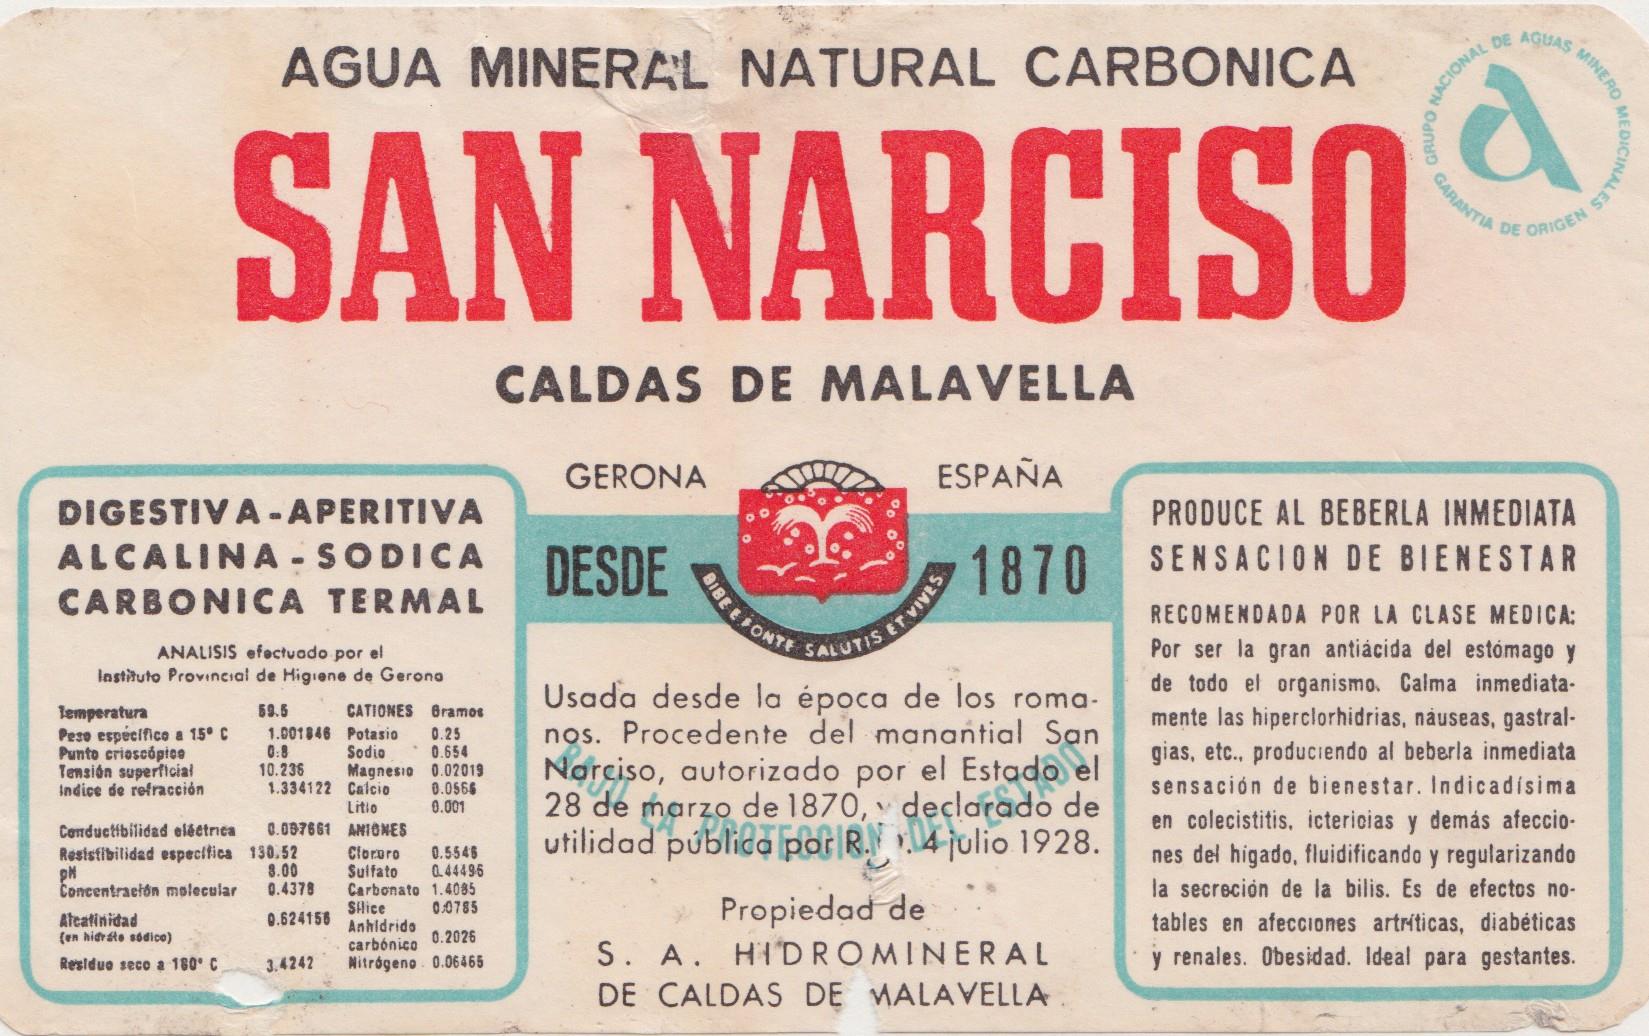 AGUA MINERAL NATURAL CARBONICA
GRUPO NACIONAL DE AGUAS MINERO MEDICINALES
GARANTIA DE ORIGEN
SAN NARCISO
CALDAS DE MALAVELLA
GERONA ESPAÑA
DESDE 1870
BIBE E FONTE SALUTIS ET VIVES
DIGESTIVA-APERITIVA
ALCALINA-SODICA
CARBONICA TERMAL
ANALISIS efectuado por el
Instituto Provincial de Higiene de Gerona
Temperatura 59.5 CATIONES Gramos
Peso específico a 15° C 1.001846 Potasio 0.25
Punto crioscópico 0.8 Sodio 0.654
Tensión superficial 10.236 Magnesio 0.02019
Indice de refracción 1.334122 Calcio 0.0566
Litio 0.001
Conductibilidad eléctrica 0.007661 ANIONES
Resistibilidad específica 130.52 Cloruro 0.5546
pH 8.00 Sulfato 0.44496
Concentración molecular 0.4378 Carbonato 1.4085
Sílice 0.0785
Alcalinidad 0.624156 Anhídrido
(en hidrato sódico) carbónico 0.2026
Residuo seco a 180° C 3.4242 Nitrógeno 0.06465
Usada desde la época de los roma-
nos. Procedente del manantial San
Narciso, autorizado por el Estado el
28 de marzo de 1870, y declarado de
utilidad pública por R. 4 julio 1928.
BAJO LA PROTECCION DEL ESTADO
Propiedad de
S. A. HIDROMINERAL
DE CALDAS DE MALAVELLA
PRODUCE AL BEBERLA INMEDIATA
SENSACION DE BIENESTAR
RECOMENDADA POR LA CLASE MEDICA:
Por ser la gran antiácida del estómago y
de todo el organismo. Calma inmediata-
mente las hiperclorhidrias, náuseas, gastral-
gias, etc., produciendo al beberla inmediata
sensación de bienestar. Indicadísima
en colecistitis, ictericias y demás afeccio-
nes del hígado, fluidificando y regularizando
la secreción de la bilis. Es de efectos no-
tables en afecciones artríticas, diabéticas
y renales. Obesidad. Ideal para gestantes.